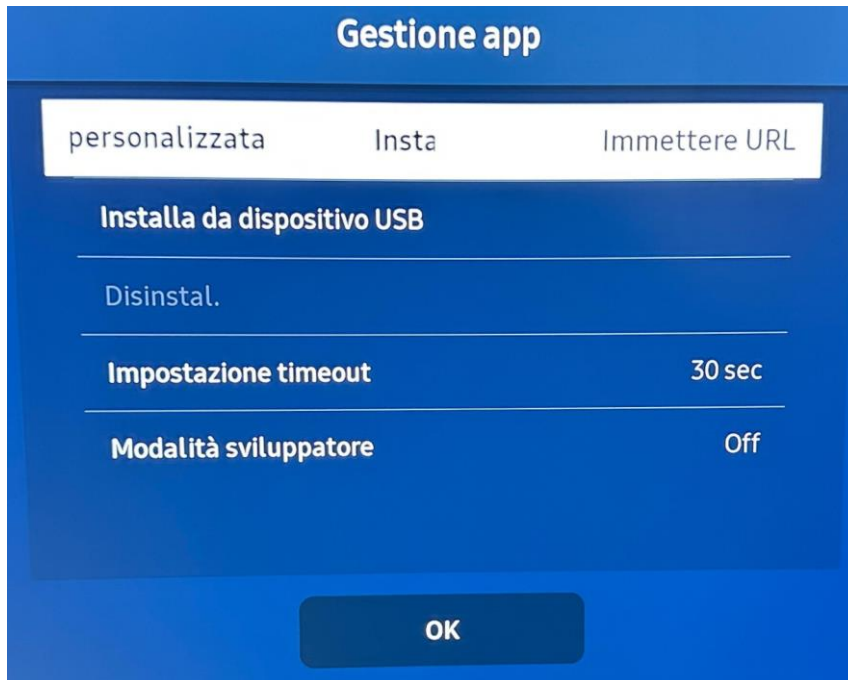 Gestione app
personalizzata Insta Immettere URL
Installa da dispositivo USB
Disinstal.
Impostazione timeout 30 sec
Modalità sviluppatore Off
OK